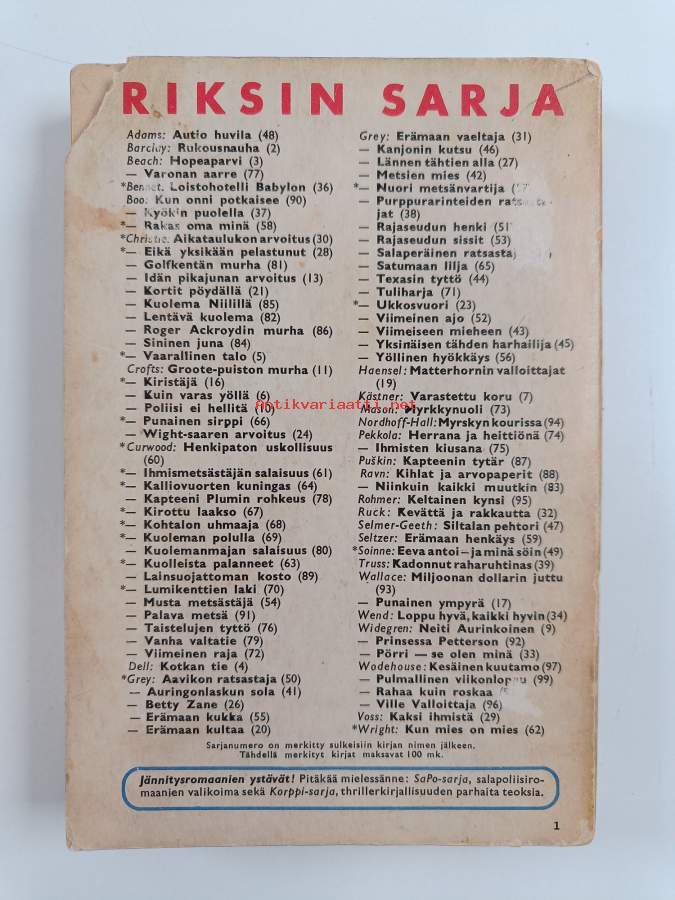 RIKSIN SARJA
Adams: Autio huvila (48)
Barclay: Rukousnauha (2)
Beach: Hopeaparvi (3)
— Varonan aarre (77)
*Bennet: Loistohotelli Babylon (36)
Boo: Kun onni potkaisee (90)
— Kyökin puolella (37)
*— Rakas oma minä (58)
*Christie: Aikataulukon arvoitus (30)
*— Eikä yksikään pelastunut (28)
— Golfkentän murha (81)
— Idän pikajunan arvoitus (13)
— Kortit pöydällä (21)
— Kuolema Niilillä (85)
— Lentävä kuolema (82)
— Roger Ackroydin murha (86)
— Sininen juna (84)
*— Vaarallinen talo (5)
Crofts: Groote-puiston murha (11)
*— Kiristäjä (16)
— Kuin varas yöllä (6)
— Poliisi ei hellitä (10)
*— Punainen sirppi (66)
— Wight-saaren arvoitus (24)
*Curwood: Henkipaton uskollisuus
(60)
*— Ihmismetsästäjän salaisuus (61)
*— Kalliovuorten kuningas (64)
— Kapteeni Plumin rohkeus (78)
*— Kirottu laakso (67)
*— Kohtalon uhmaaja (68)
*— Kuoleman polulla (69)
— Kuolemanmajan salaisuus (80)
*— Kuolleista palanneet (63)
— Lainsuojattoman kosto (89)
*— Lumikenttien laki (70)
— Musta metsästäjä (54)
— Palava metsä (91)
— Taistelujen tyttö (76)
— Vanha valtatie (79)
— Viimeinen raja (72)
Dell: Kotkan tie (4)
*Grey: Aavikon ratsastaja (50)
— Auringonlaskun sola (41)
— Betty Zane (26)
— Erämaan kukka (55)
— Erämaan kultaa (20)
Grey: Erämaan vaeltaja (31)
— Kanjonin kutsu (46)
— Lännen tähtien alla (27)
— Metsien mies (42)
*— Nuori metsänvartija
— Purppurarinteiden
jat (38)
— Rajaseudun henki (51
— Rajaseudun sissit (53)
— Salaperäinen ratsasta
— Satumaan lilja (65)
— Texasin tyttö (44)
— Tuliharja (71)
*— Ukkosvuori (23)
— Viimeinen ajo (52)
— Viimeiseen mieheen (43)
— Yksinäisen tähden harhailija (45)
— Yöllinen hyökkäys (56)
Haensel: Matterhornin valloittajat
(19)
Kästner: Varastettu koru (7)
Mason: Myrkkynuoli (73)
Nordhoff-Hall: Myrskyn kourissa (94)
Pekkola: Herrana ja heittiönä (74)
— Ihmisten kiusana (75)
Puškin: Kapteenin tytär (87)
Ravn: Kihlat ja arvopaperit (88)
— Niinkuin kaikki muutkin (83)
Rohmer: Keltainen kynsi (95)
Ruck: Kevättä ja rakkautta (32)
Selmer-Geeth: Siltalan pehtori (47)
Seltzer: Erämaan henkäys (59)
*Soinne: Eeva antoi – ja minä söin (49)
Truss: Kadonnut raharuhtinas (39)
Wallace: Miljoonan dollarin juttu
(93)
— Punainen ympyrä (17)
Wend: Loppu hyvä, kaikki hyvin (34)
Widegren: Neiti Aurinkoinen (9)
— Prinsessa Petterson (92)
— Pörri — se olen minä (33)
Wodehouse: Kesäinen kuutamo (97)
— Pulmallinen viikonloppu (99)
— Rahaa kuin roskaa
— Ville Valloittaja (96)
Voss: Kaksi ihmistä (29)
*Wright: Kun mies on mies (62)
Sarjanumero on merkitty sulkeisiin kirjan nimen jälkeen.
Tähdellä merkityt kirjat maksavat 100 mk.
Jännitysromaanien ystävät! Pitäkää mielessänne: SaPo-sarja, salapoliisiro-
maanien valikoima sekä Korppi-sarja, thrillerkirjallisuuden parhaita teoksia.
1
antikvariaatti.net